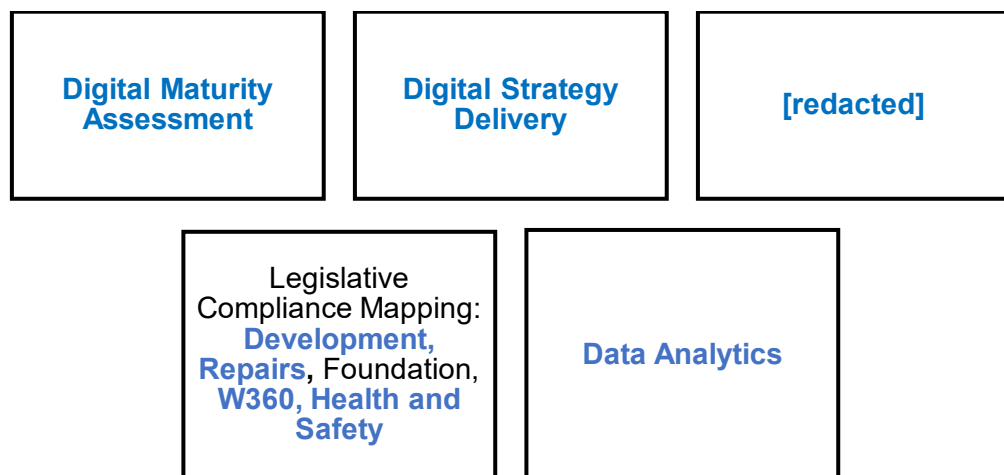 Digital Maturity
Assessment
Digital Strategy
Delivery
[redacted]
Legislative
Compliance Mapping:
Development,
Repairs, Foundation,
W360, Health and
Safety
Data Analytics